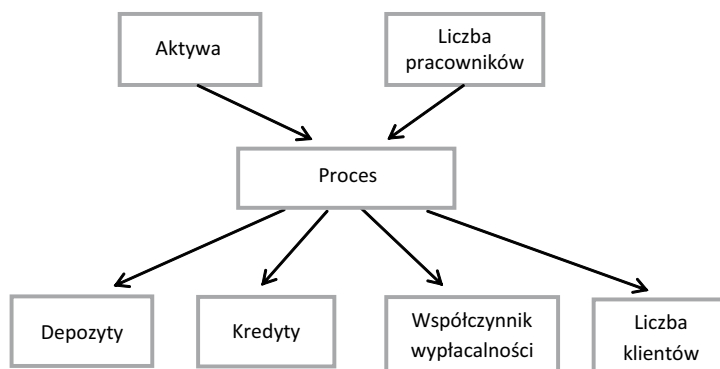 Aktywa
Liczba
pracowników
Proces
Depozyty
Kredyty
Współczynnik
wypłacalności
Liczba
klientów